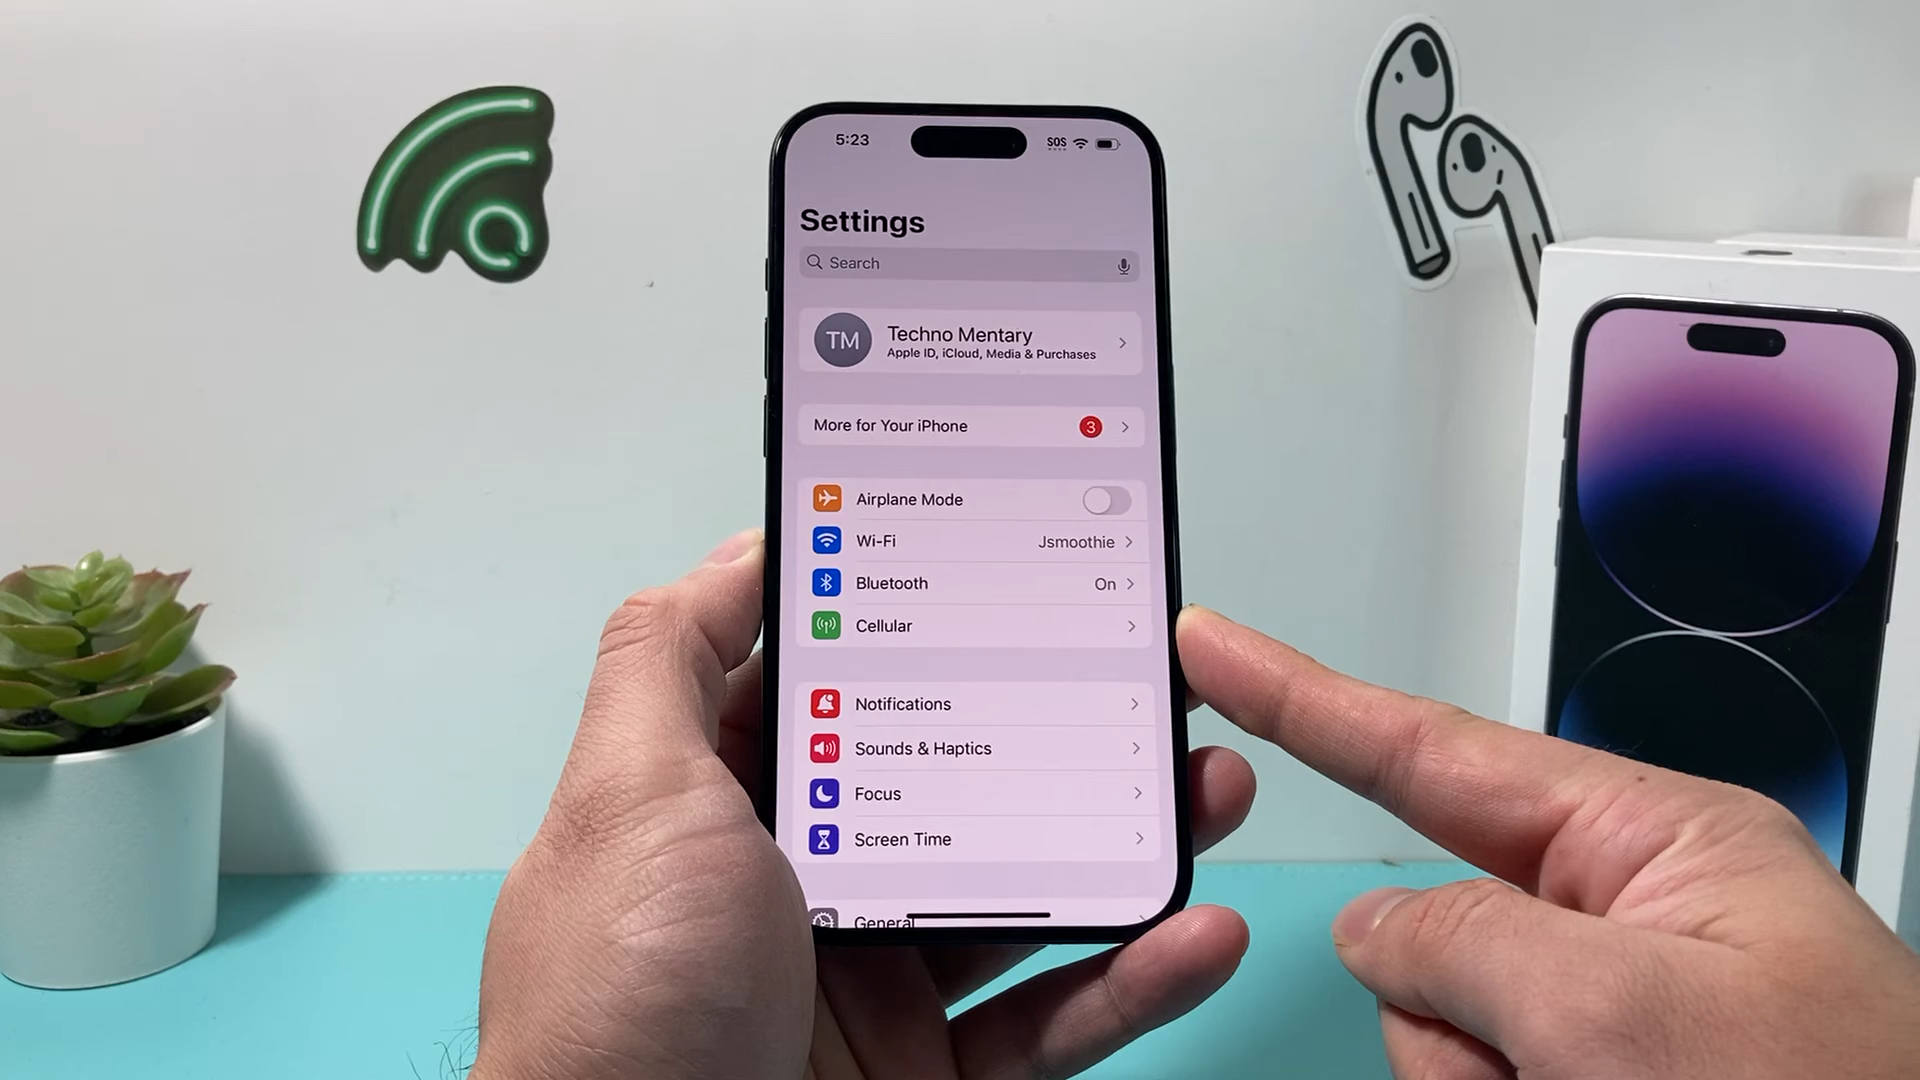 5:23 SOS
Settings
Search
TM
Techno Mentary
Apple ID, iCloud, Media & Purchases
More for Your iPhone 3
Airplane Mode
Wi-Fi Jsmoothie
Bluetooth On
Cellular
Notifications
Sounds & Haptics
Focus
Screen Time
General